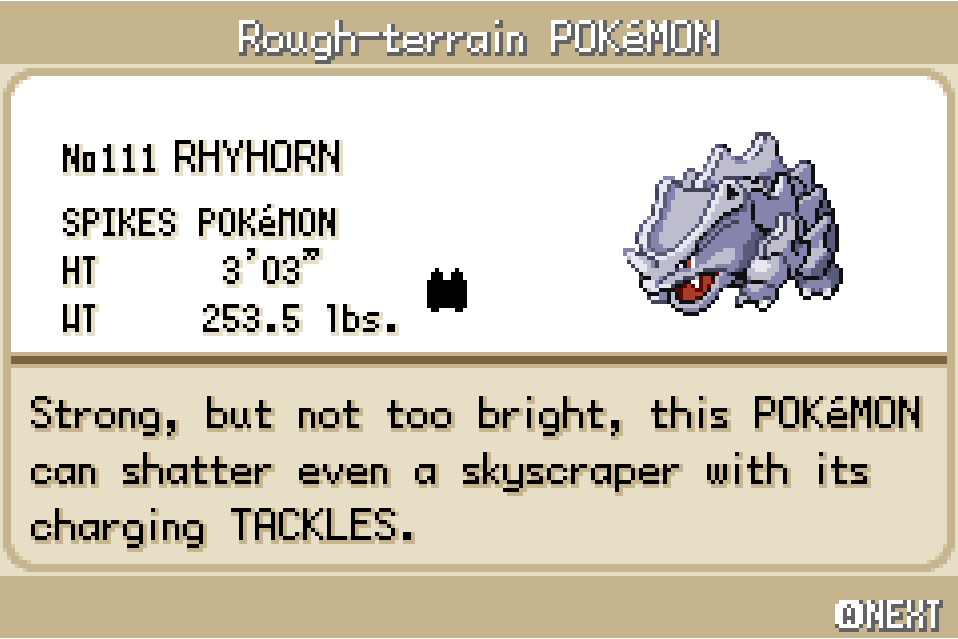 Rough-terrain POKéMON
No111 RHYHORN
SPIKES POKéMON
HT 3'03"
WT 253.5 lbs.
Strong, but not too bright, this POKéMON
can shatter even a skyscraper with its
charging TACKLES.
ⒶNEXT